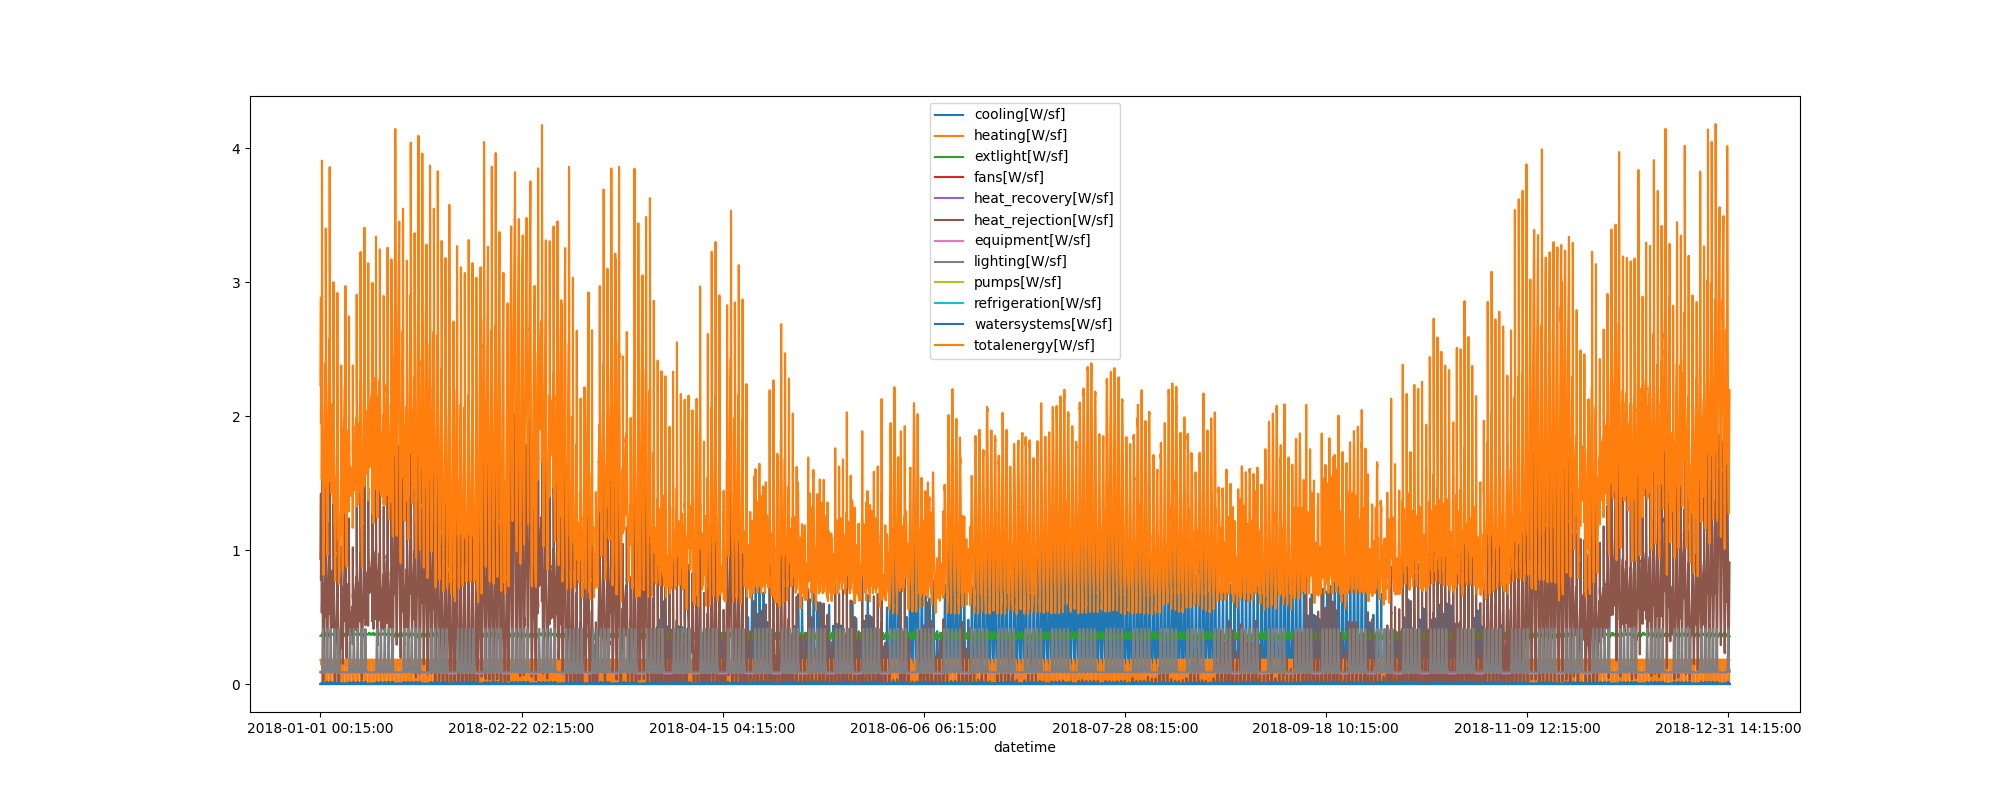 cooling[W/sf]
heating[W/sf]
extlight[W/sf]
fans[W/sf]
heat_recovery[W/sf]
heat_rejection[W/sf]
equipment[W/sf]
lighting[W/sf]
pumps[W/sf]
refrigeration[W/sf]
watersystems[W/sf]
totalenergy[W/sf]
4
3
2
1
0
2018-01-01 00:15:00 2018-02-22 02:15:00 2018-04-15 04:15:00 2018-06-06 06:15:00 2018-07-28 08:15:00 2018-09-18 10:15:00 2018-11-09 12:15:00 2018-12-31 14:15:00
datetime